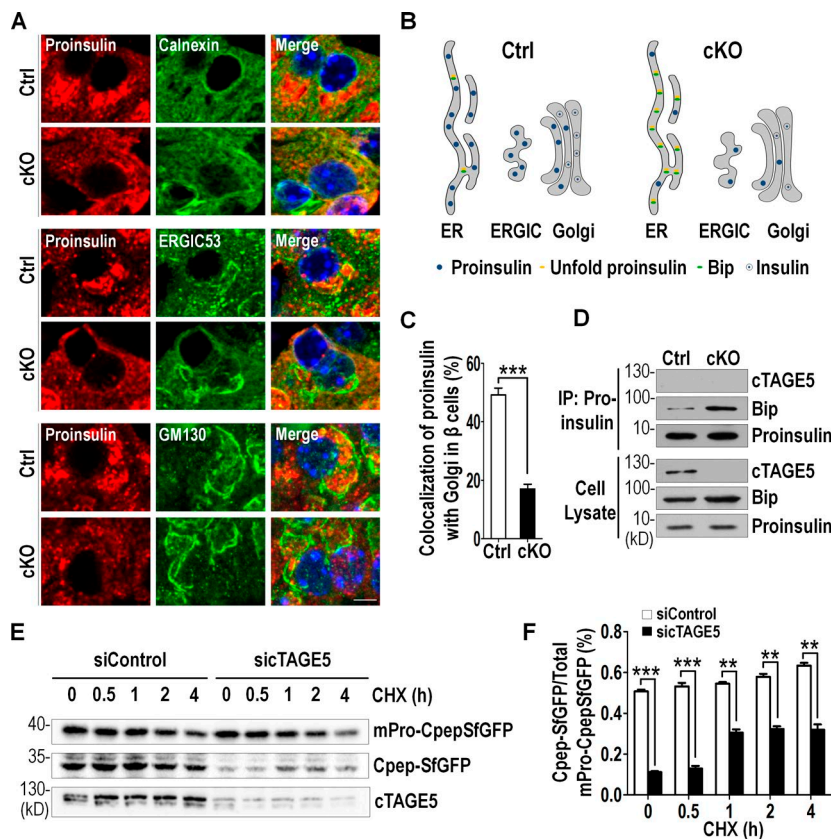 A
Proinsulin Calnexin Merge
Ctrl
cKO
Proinsulin ERGIC53 Merge
Ctrl
cKO
Proinsulin GM130 Merge
Ctrl
cKO
B
Ctrl cKO
ER ERGIC Golgi ER ERGIC Golgi
Proinsulin Unfold proinsulin Bip Insulin
C
Colocalization of proinsulin
with Golgi in β cells (%)
60
40
20
0
***
Ctrl cKO
D
Ctrl cKO
IP: Pro-
insulin
130
100
10
cTAGE5
Bip
Proinsulin
Cell
Lysate
130
100
10
(kD)
cTAGE5
Bip
Proinsulin
E
siControl sicTAGE5
0 0.5 1 2 4 0 0.5 1 2 4 CHX (h)
40 mPro-CpepSfGFP
35 Cpep-SfGFP
130 cTAGE5
(kD)
F
siControl
sicTAGE5
Cpep-SfGFP/Total
mPro-CpepSfGFP (%)
0.8
0.6
0.4
0.2
0.0
*** *** ** ** **
0 0.5 1 2 4
CHX (h)